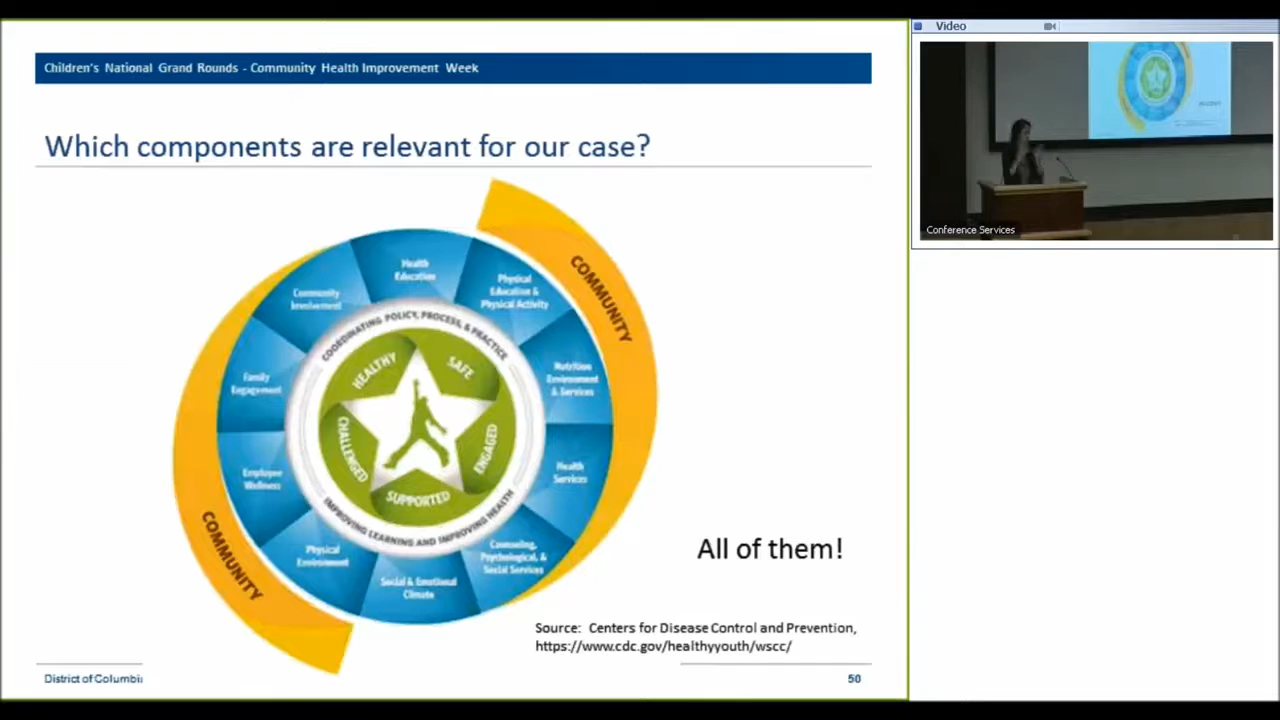 Video
Children's National Grand Rounds - Community Health Improvement Week
Which components are relevant for our case?
COMMUNITY
Health
Education
Physical
Education &
Physical Activity
Community
Involvement
COORDINATING POLICY, PROCESS, & PRACTICE
HEALTHY
SAFE
Nutrition
Environment
& Services
Family
Engagement
CHALLENGED
ENGAGED
Health
Services
Employee
Wellness
SUPPORTED
IMPROVING LEARNING AND IMPROVING HEALTH
Counseling,
Psychological, &
Social Services
Physical
Environment
Social & Emotional
Climate
COMMUNITY
All of them!
Source: Centers for Disease Control and Prevention,
https://www.cdc.gov/healthyyouth/wscc/
District of Columbi
50
Conference Services